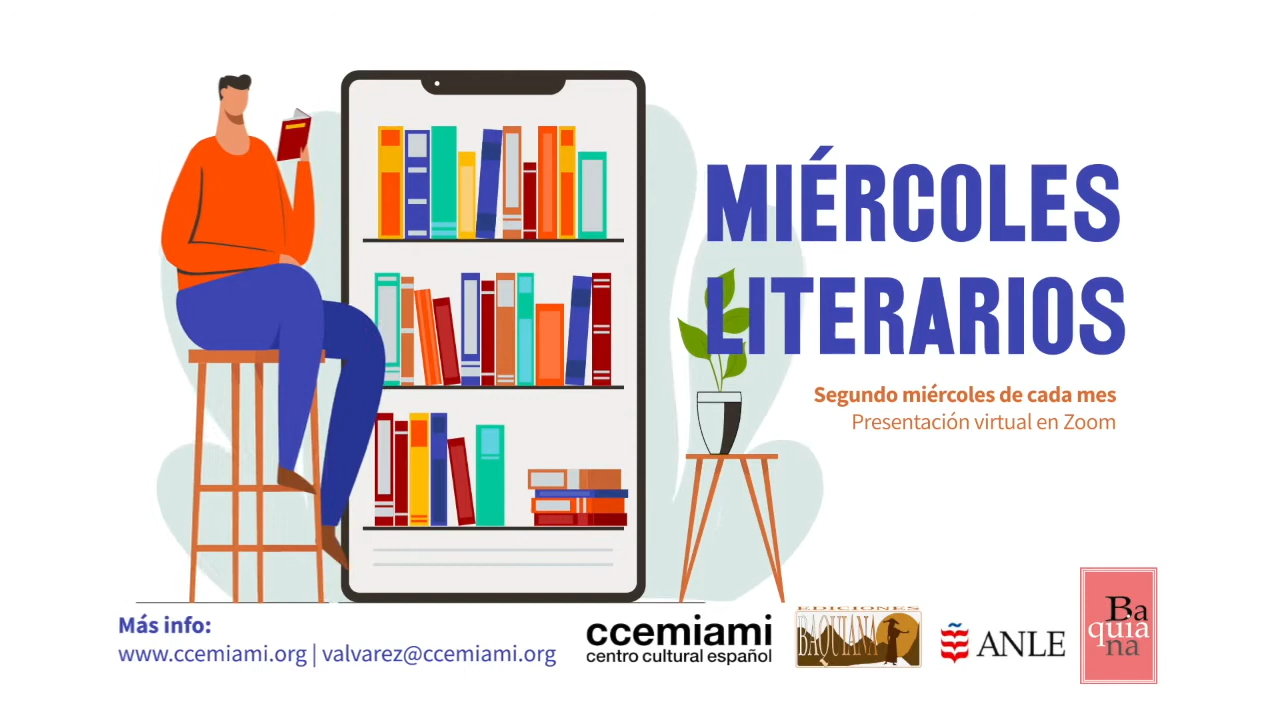 MIÉRCOLES
LITERARIOS
Segundo miércoles de cada mes
Presentación virtual en Zoom
Más info:
www.ccemiami.org | valvarez@ccemiami.org
ccemiami
centro cultural español
EDICIONES
BAQUIANA
ANLE
Ba
quia
na